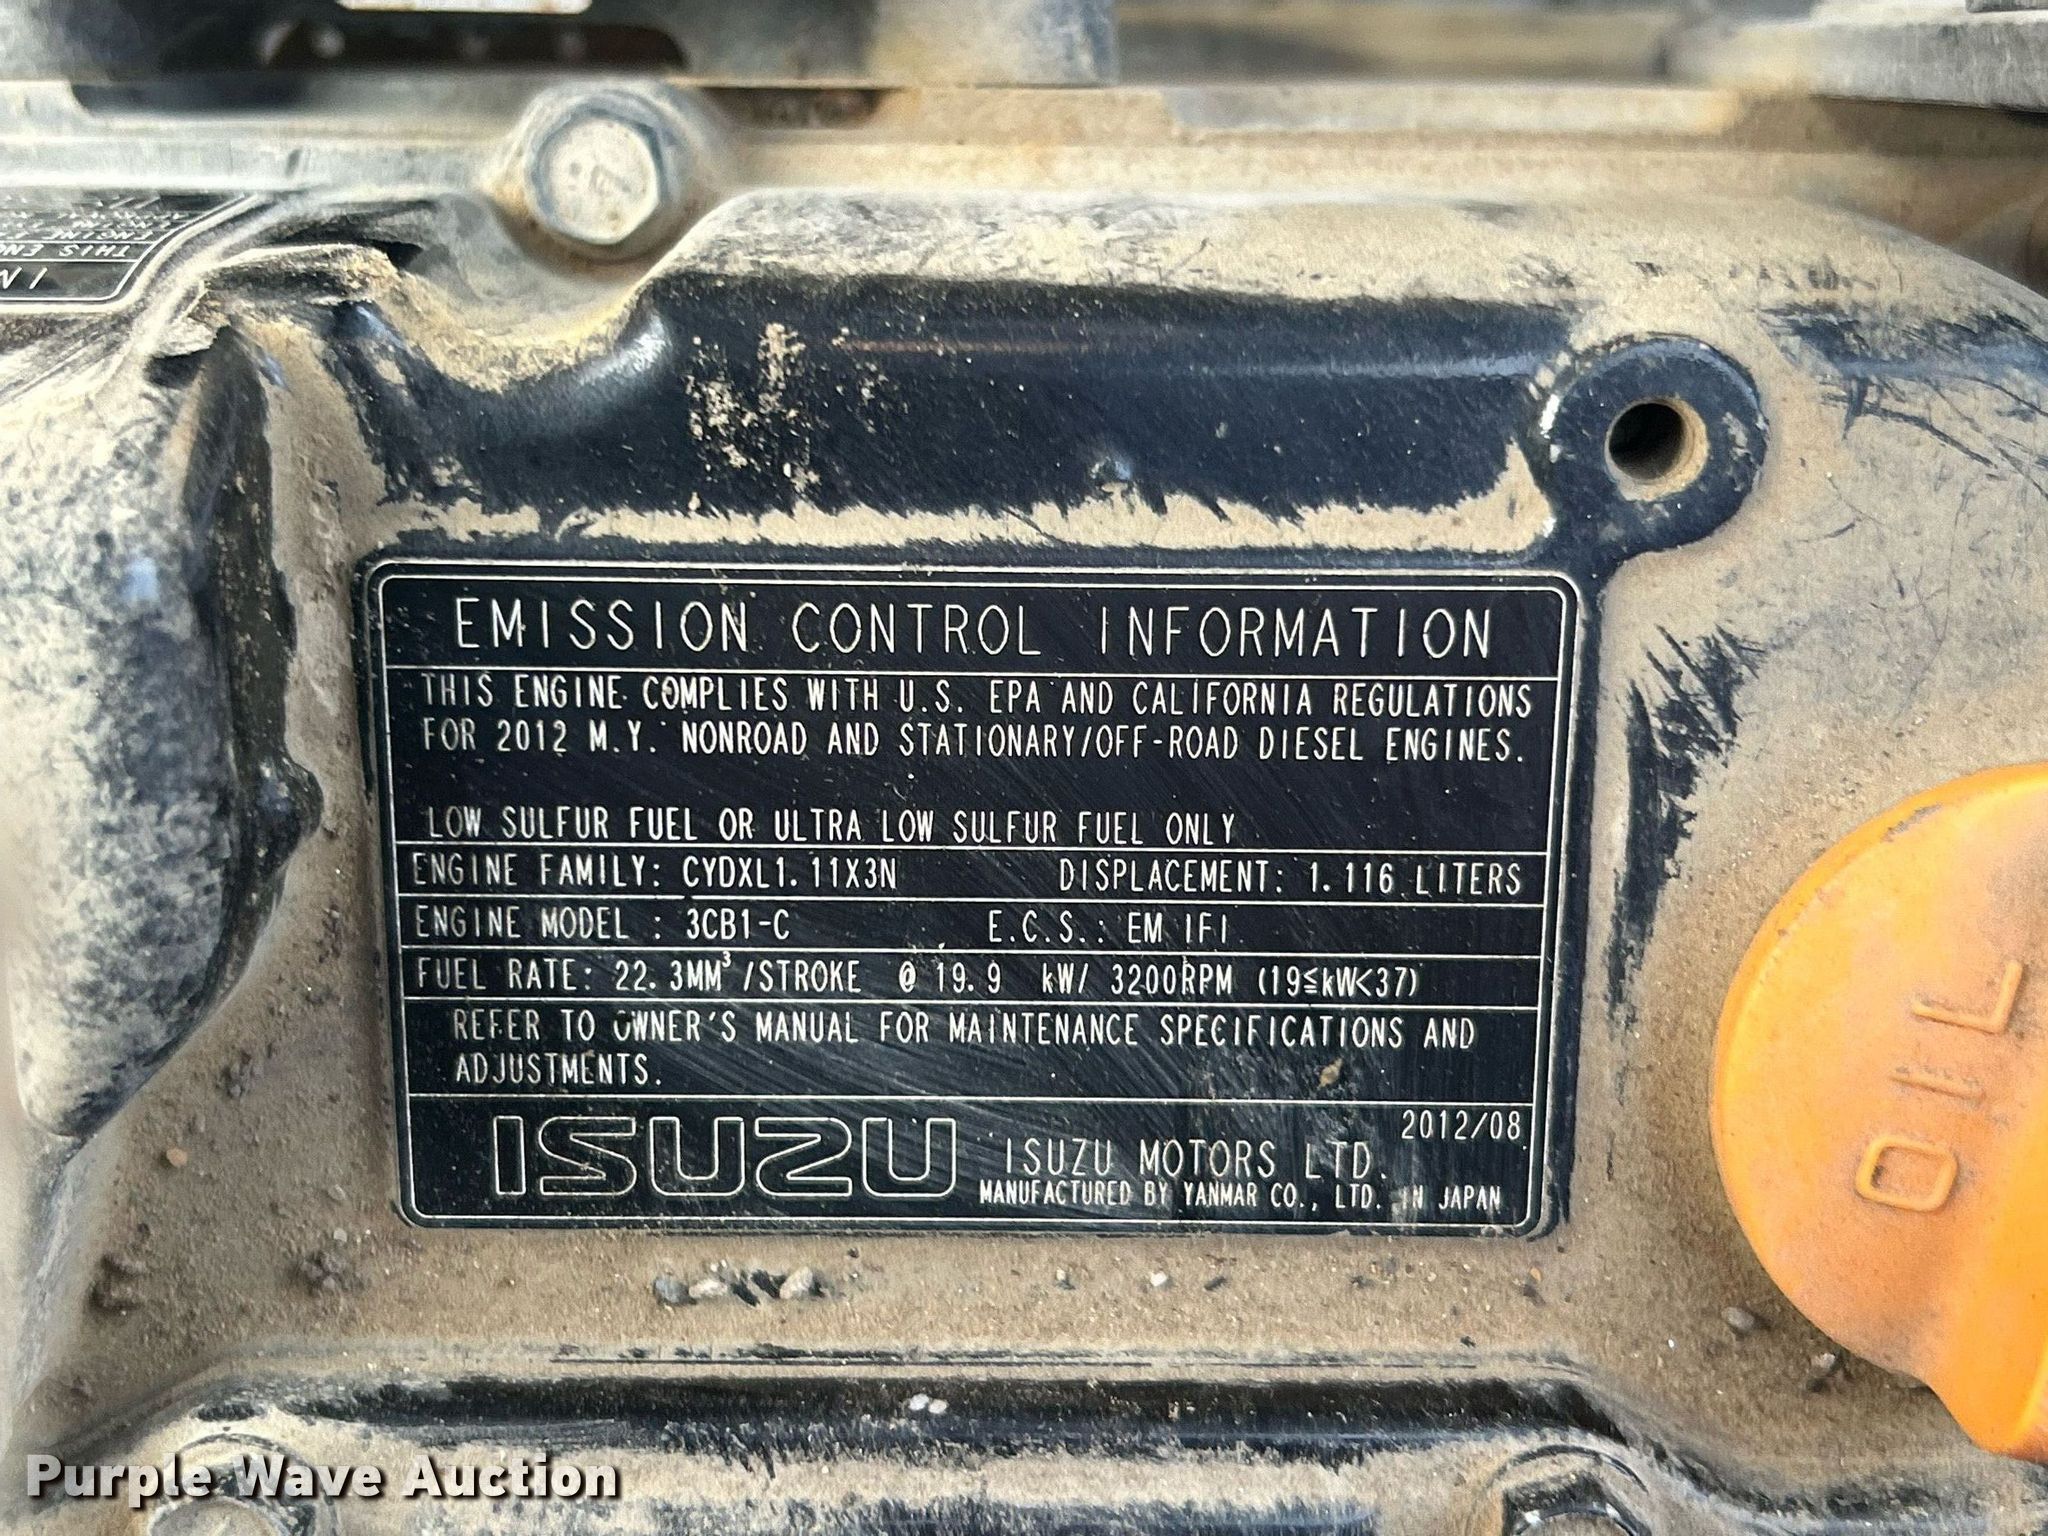 EMISSION CONTROL INFORMATION
THIS ENGINE COMPLIES WITH U.S. EPA AND CALIFORNIA REGULATIONS
FOR 2012 M.Y. NONROAD AND STATIONARY/OFF-ROAD DIESEL ENGINES.
LOW SULFUR FUEL OR ULTRA LOW SULFUR FUEL ONLY
ENGINE FAMILY: CYDXL1.11X3N DISPLACEMENT: 1.116 LITERS
ENGINE MODEL : 3CB1-C E.C.S.: EM IFI
FUEL RATE: 22.3MM³/STROKE @ 19.9 kW/ 3200RPM (19≦kW<37)
REFER TO OWNER'S MANUAL FOR MAINTENANCE SPECIFICATIONS AND
ADJUSTMENTS.
2012/08
ISUZU ISUZU MOTORS LTD.
MANUFACTURED BY YANMAR CO., LTD. IN JAPAN
OIL
THIS
Purple Wave Auction